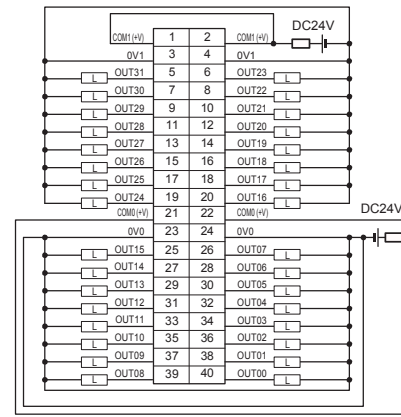 DC24V
COM1 (+V) 1 2 COM1 (+V)
0V1 3 4 0V1
L OUT31 5 6 OUT23 L
L OUT30 7 8 OUT22 L
L OUT29 9 10 OUT21 L
L OUT28 11 12 OUT20 L
L OUT27 13 14 OUT19 L
L OUT26 15 16 OUT18 L
L OUT25 17 18 OUT17 L
L OUT24 19 20 OUT16 L
DC24V
COM0 (+V) 21 22 COM0 (+V)
0V0 23 24 0V0
L OUT15 25 26 OUT07 L
L OUT14 27 28 OUT06 L
L OUT13 29 30 OUT05 L
L OUT12 31 32 OUT04 L
L OUT11 33 34 OUT03 L
L OUT10 35 36 OUT02 L
L OUT09 37 38 OUT01 L
L OUT08 39 40 OUT00 L